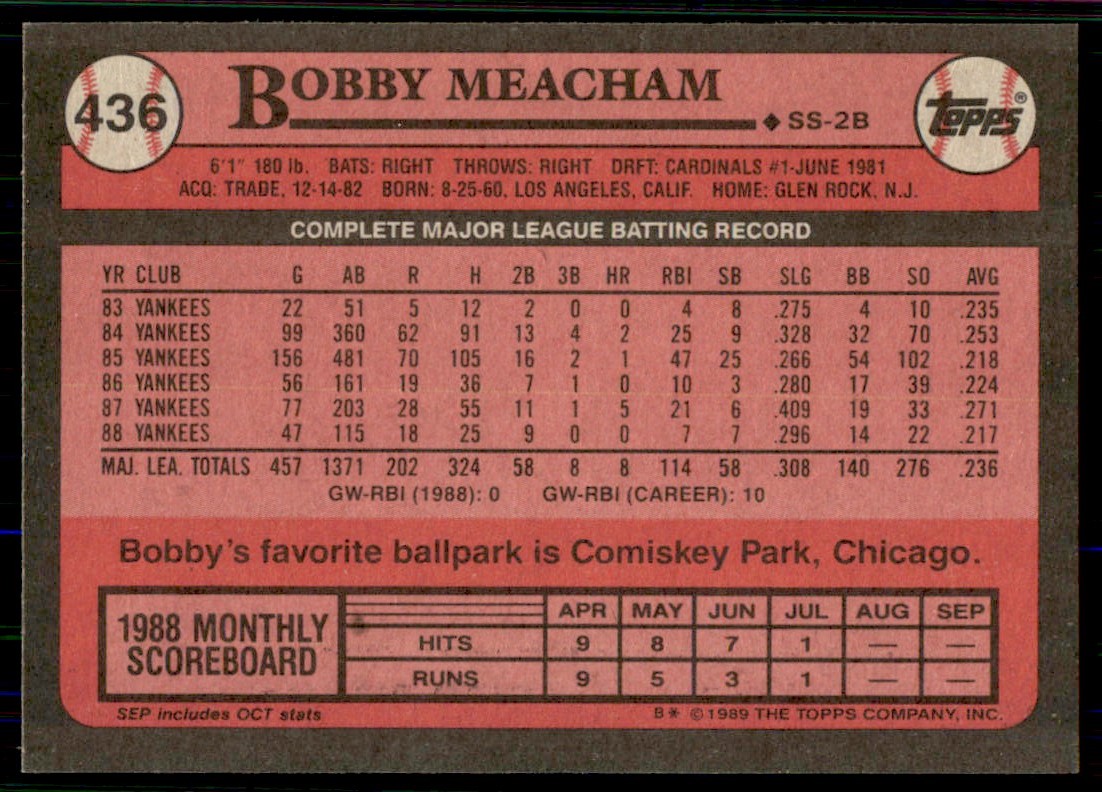 436
BOBBY MEACHAM
◆ SS-2B
TOPPS®
6'1" 180 lb. BATS: RIGHT THROWS: RIGHT DRFT: CARDINALS #1-JUNE 1981
ACQ: TRADE, 12-14-82 BORN: 8-25-60, LOS ANGELES, CALIF. HOME: GLEN ROCK, N.J.
COMPLETE MAJOR LEAGUE BATTING RECORD
YR CLUB G AB R H 2B 3B HR RBI SB SLG BB SO AVG
83 YANKEES 22 51 5 12 2 0 0 4 8 .275 4 10 .235
84 YANKEES 99 360 62 91 13 4 2 25 9 .328 32 70 .253
85 YANKEES 156 481 70 105 16 2 1 47 25 .266 54 102 .218
86 YANKEES 56 161 19 36 7 1 0 10 3 .280 17 39 .224
87 YANKEES 77 203 28 55 11 1 5 21 6 .409 19 33 .271
88 YANKEES 47 115 18 25 9 0 0 7 7 .296 14 22 .217
MAJ. LEA. TOTALS 457 1371 202 324 58 8 8 114 58 .308 140 276 .236
GW-RBI (1988): 0 GW-RBI (CAREER): 10
Bobby's favorite ballpark is Comiskey Park, Chicago.
1988 MONTHLY
SCOREBOARD
APR MAY JUN JUL AUG SEP
HITS 9 8 7 1 — —
RUNS 9 5 3 1 — —
SEP includes OCT stats
B* ©1989 THE TOPPS COMPANY, INC.